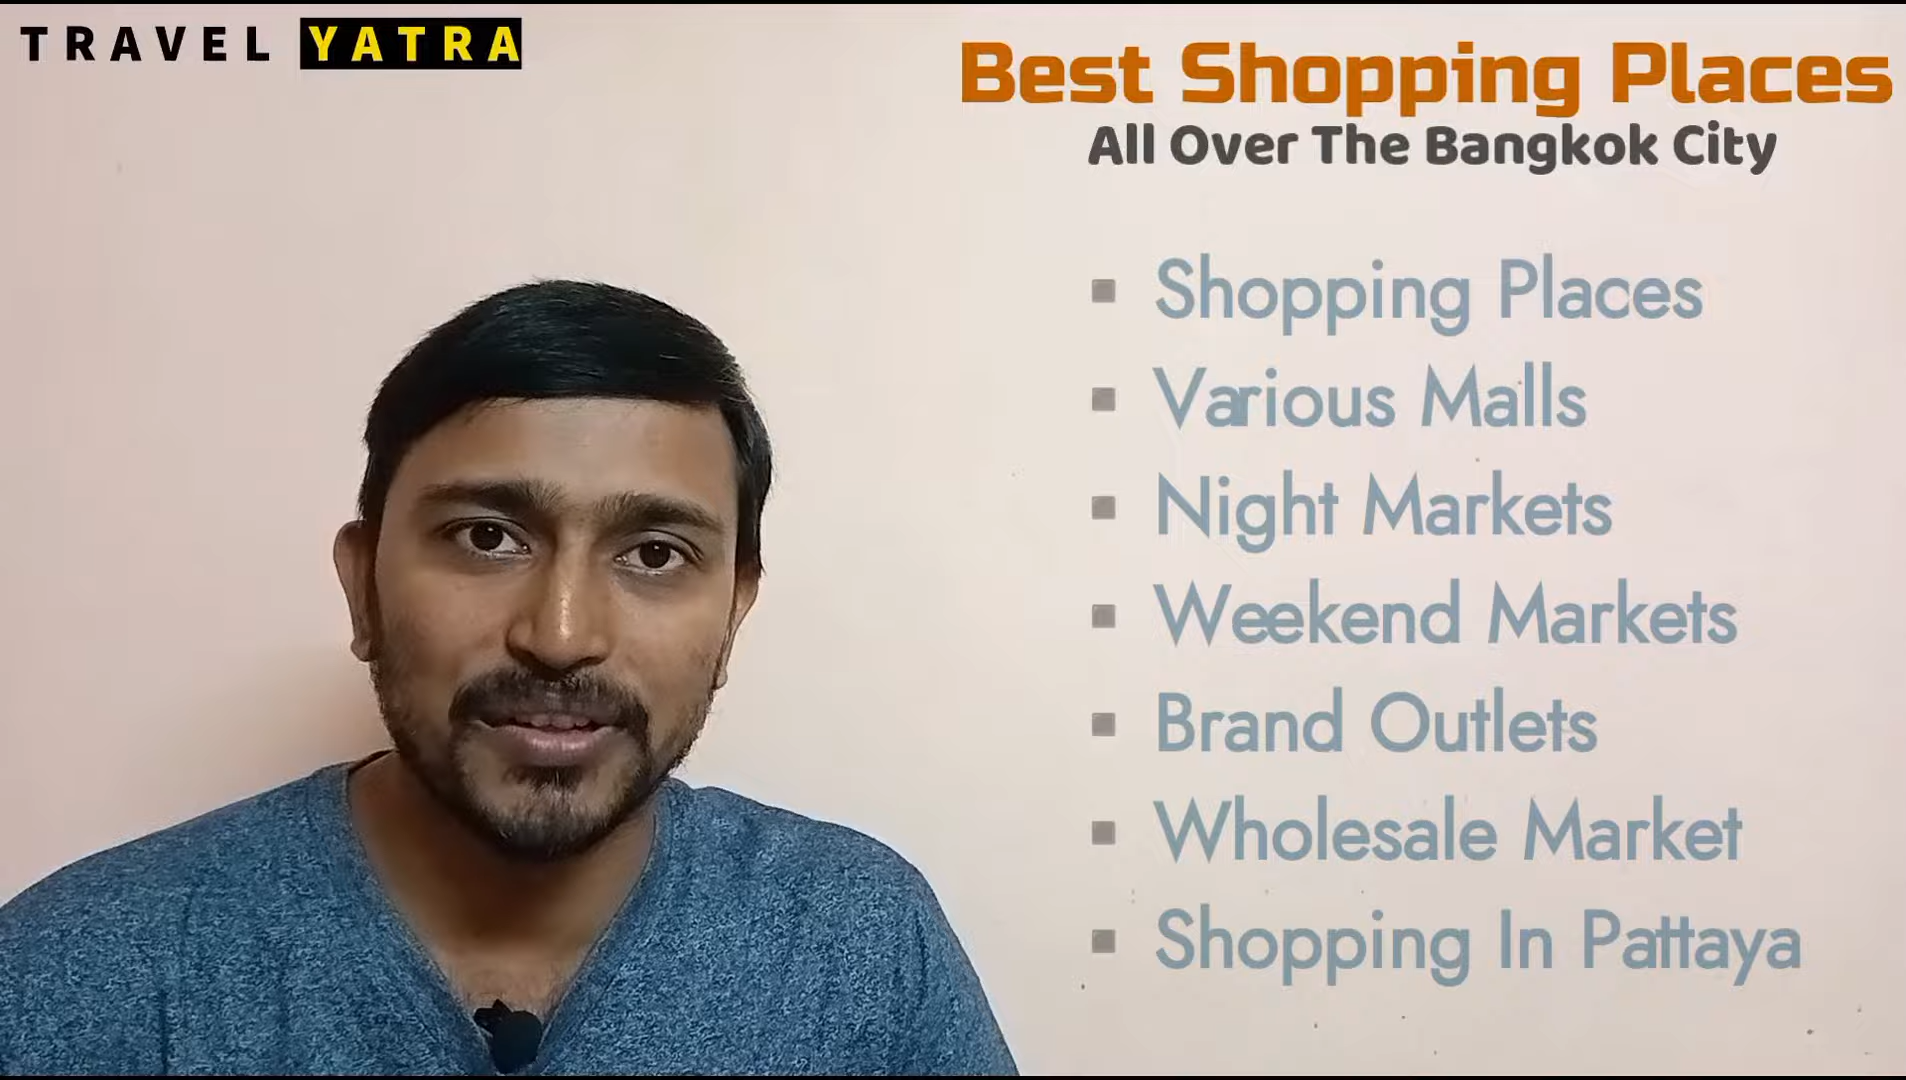 TRAVEL YATRA
Best Shopping Places
All Over The Bangkok City
▪ Shopping Places
▪ Various Malls
▪ Night Markets
▪ Weekend Markets
▪ Brand Outlets
▪ Wholesale Market
▪ Shopping In Pattaya